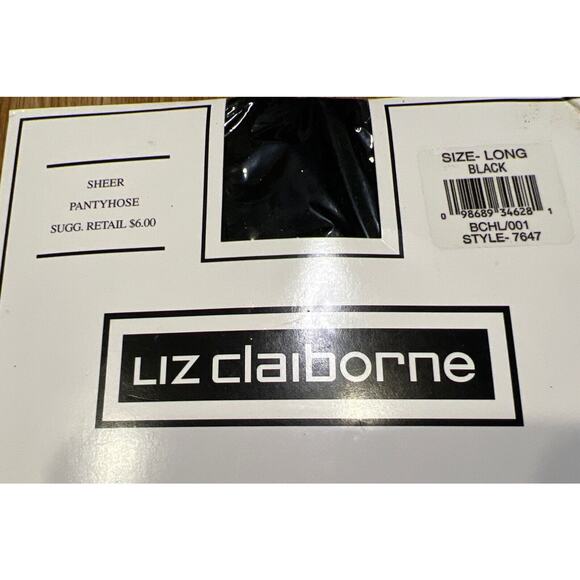 SHEER
PANTYHOSE
SUGG. RETAIL $6.00
SIZE- LONG
BLACK
0 98689 34628 1
BCHL/001
STYLE- 7647
LIZ claiborne